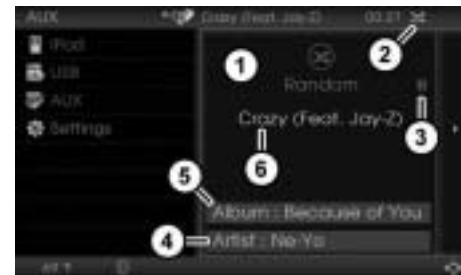 AUX Crazy (Feat. Jay-Z) 00:27
iPod
USB
AUX
Settings
1
2
Random
Crazy (Feat. Jay-Z)
3
6
5
Album : Because of You
4
Artist : Ne-Yo